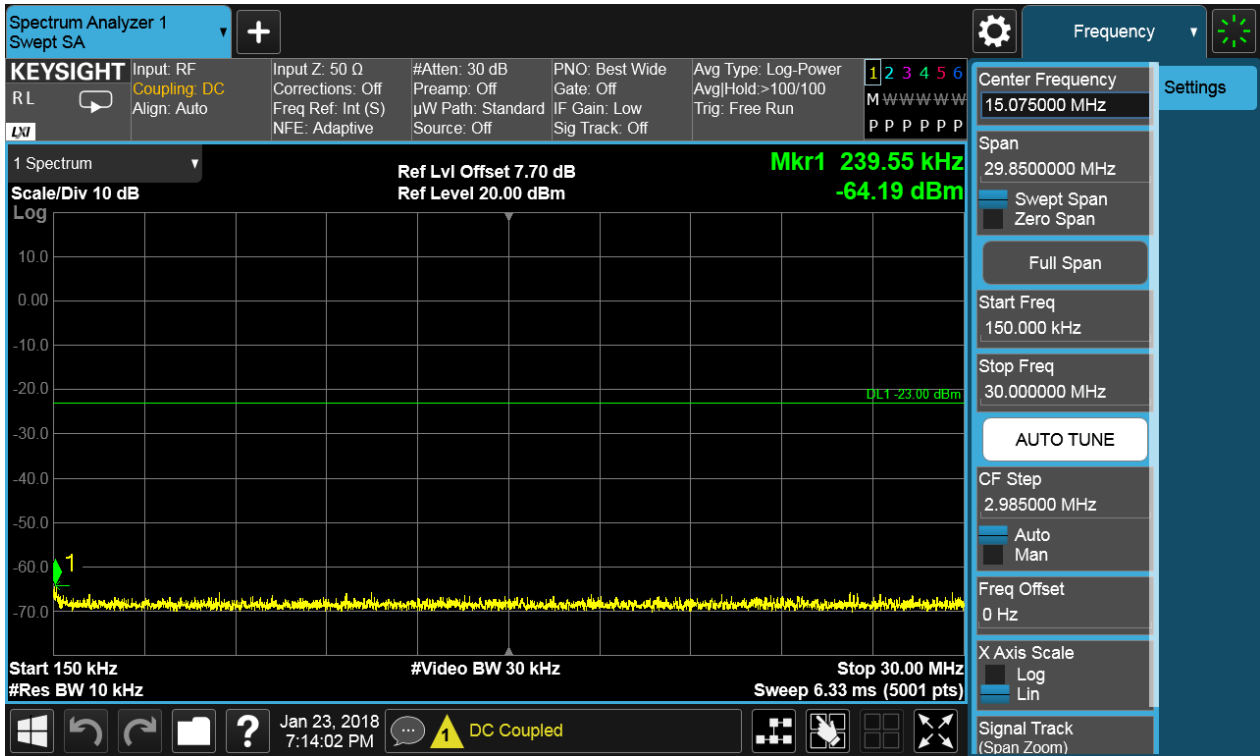 Spectrum Analyzer 1
Swept SA
+
Frequency
KEYSIGHT
RL
LXI
Input: RF
Coupling: DC
Align: Auto
Input Z: 50 Ω
Corrections: Off
Freq Ref: Int (S)
NFE: Adaptive
#Atten: 30 dB
Preamp: Off
µW Path: Standard
Source: Off
PNO: Best Wide
Gate: Off
IF Gain: Low
Sig Track: Off
Avg Type: Log-Power
Avg|Hold:>100/100
Trig: Free Run
1 2 3 4 5 6
M W W W W W
P P P P P P
1 Spectrum
Scale/Div 10 dB
Ref Lvl Offset 7.70 dB
Ref Level 20.00 dBm
Mkr1 239.55 kHz
-64.19 dBm
Log
10.0
0.00
-10.0
-20.0
DL1 -23.00 dBm
-30.0
-40.0
-50.0
-60.0
1
-70.0
Start 150 kHz
#Res BW 10 kHz
#Video BW 30 kHz
Stop 30.00 MHz
Sweep 6.33 ms (5001 pts)
Center Frequency
15.075000 MHz
Span
29.8500000 MHz
Swept Span
Zero Span
Full Span
Start Freq
150.000 kHz
Stop Freq
30.000000 MHz
AUTO TUNE
CF Step
2.985000 MHz
Auto
Man
Freq Offset
0 Hz
X Axis Scale
Log
Lin
Signal Track
(Span Zoom)
Settings
?
Jan 23, 2018
7:14:02 PM
1
DC Coupled